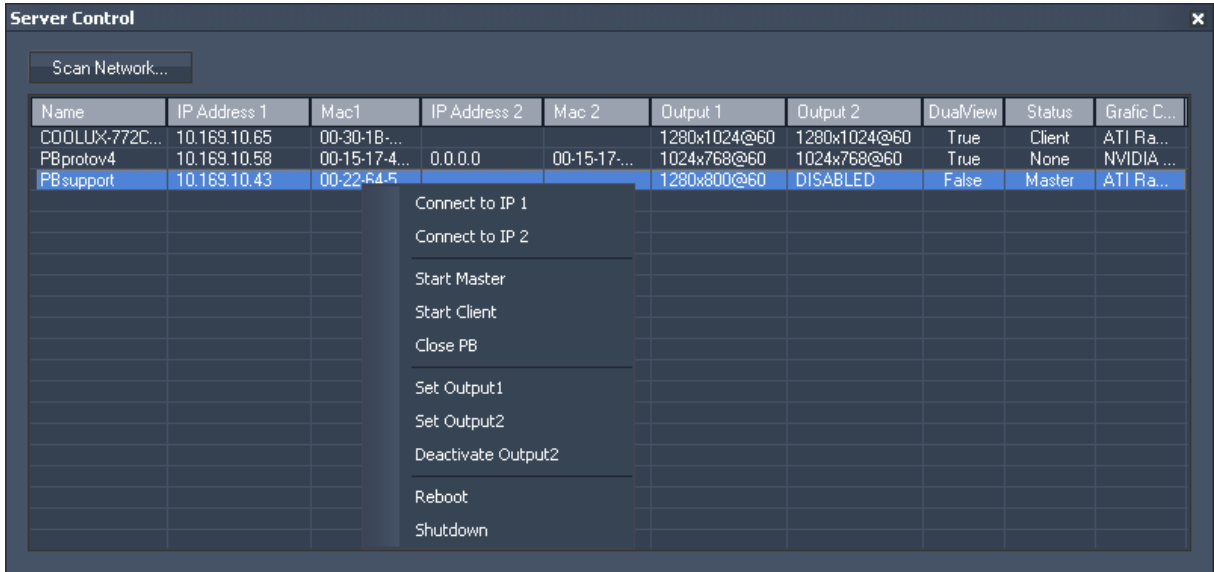 Server Control
Scan Network...
Name IP Address 1 Mac1 IP Address 2 Mac 2 Output 1 Output 2 DualView Status Grafic C...
COOLUX-772C... 10.169.10.65 00-30-1B-... 1280x1024@60 1280x1024@60 True Client ATI Ra...
PBprotov4 10.169.10.58 00-15-17-4... 0.0.0.0 00-15-17-... 1024x768@60 1024x768@60 True None NVIDIA ...
PBsupport 10.169.10.43 00-22-64-5 1280x800@60 DISABLED False Master ATI Ra...
Connect to IP 1
Connect to IP 2
Start Master
Start Client
Close PB
Set Output1
Set Output2
Deactivate Output2
Reboot
Shutdown